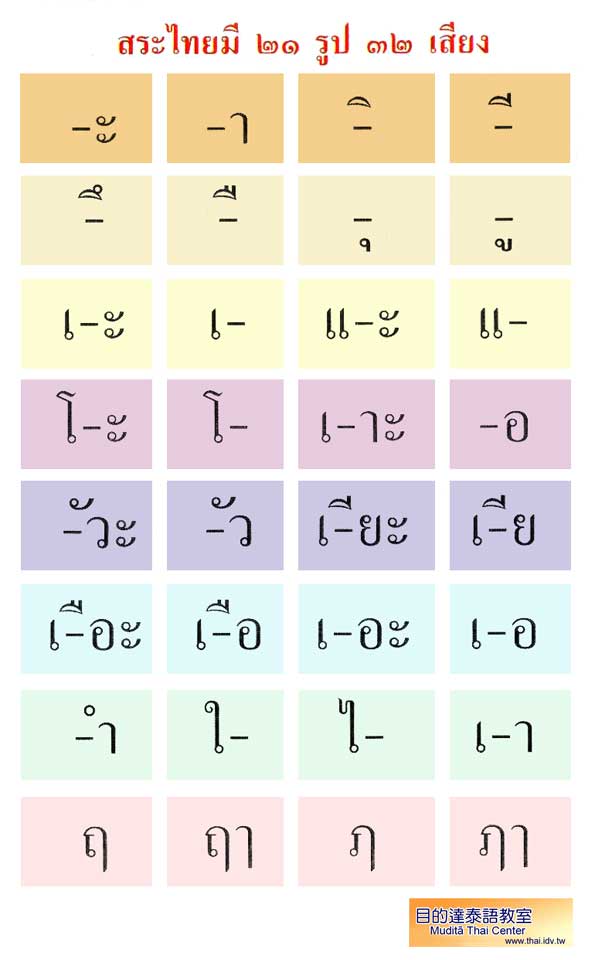 สระไทยมี ๒๑ รูป ๓๒ เสียง
-ะ -า -ิ -ี
-ึ -ื -ุ -ู
เ-ะ เ- แ-ะ แ-
โ-ะ โ- เ-าะ -อ
-ัวะ -ัว เ-ียะ เ-ีย
เ-ือะ เ-ือ เ-อะ เ-อ
-ำ ใ- ไ- เ-า
ฤ ฤา ฦ ฦา
目的達泰語教室
Muditā Thai Center
www.thai.idv.tw